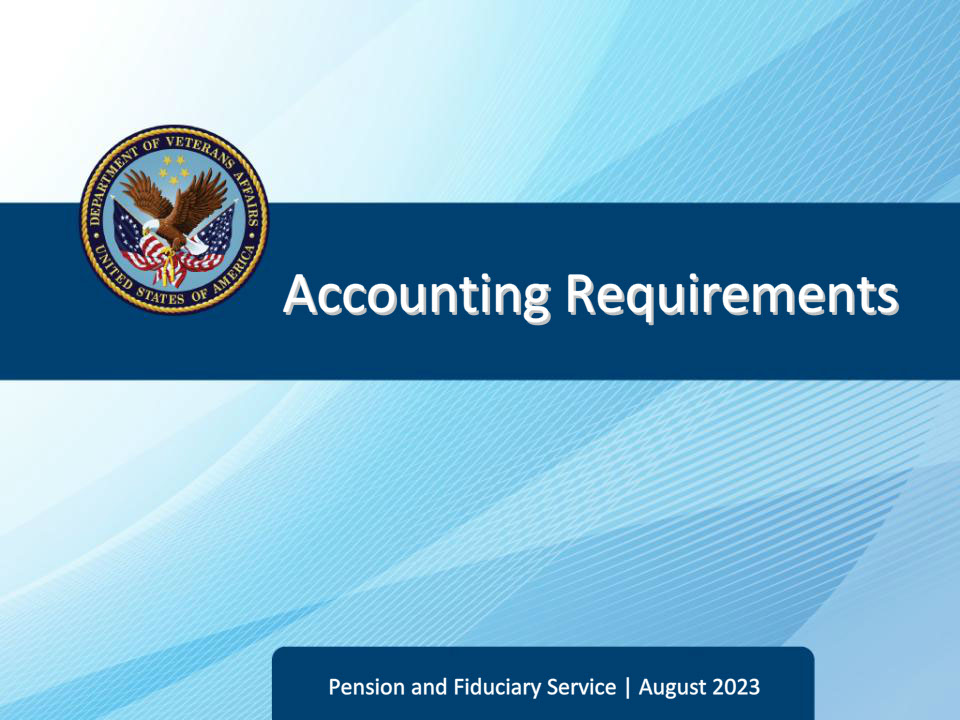 DEPARTMENT OF VETERANS AFFAIRS
UNITED STATES OF AMERICA
Accounting Requirements
Pension and Fiduciary Service | August 2023